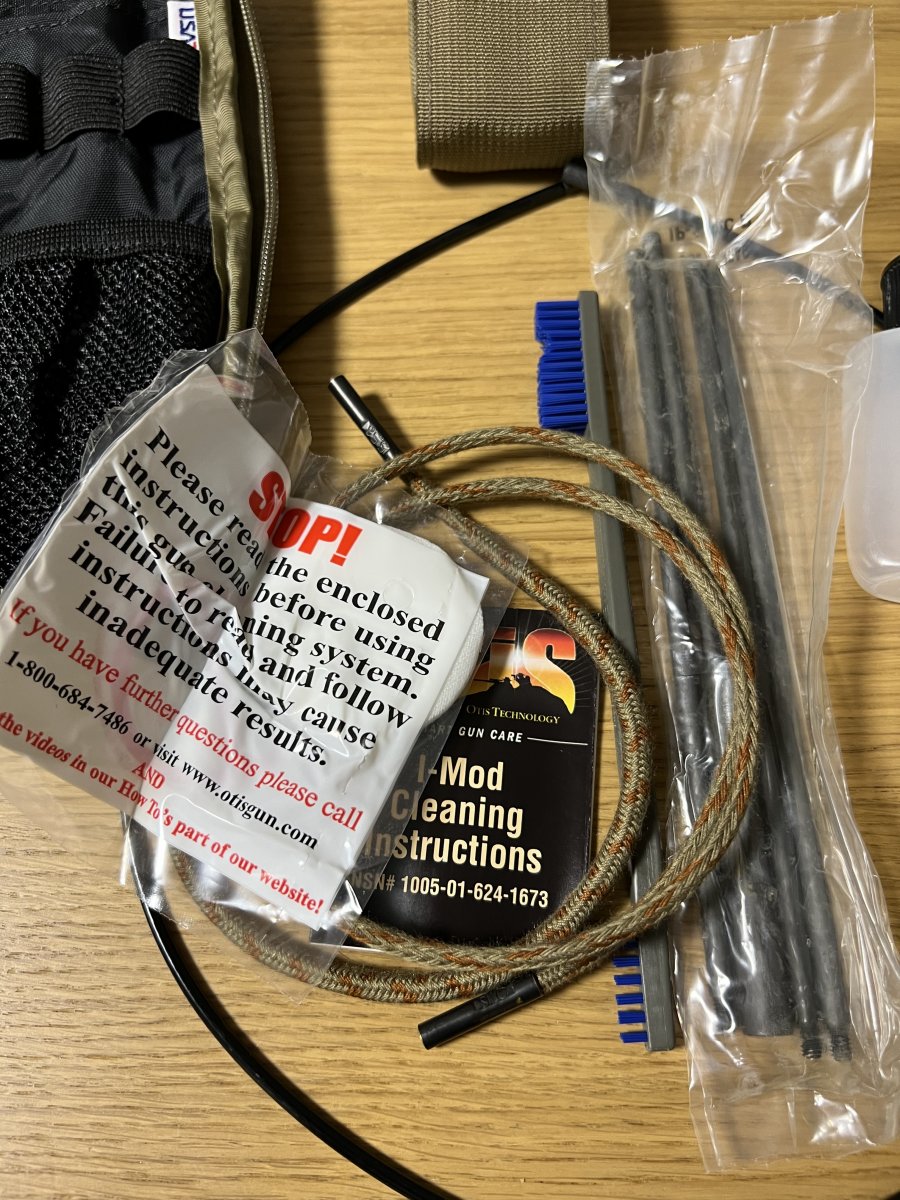 USA
STOP!
Please read the enclosed
instructions before using
this gun cleaning system.
Failure to read and follow
instructions may cause
inadequate results.
If you have further questions please call
1-800-684-7486 or visit www.otisgun.com
AND
the videos in our HowTo's part of our website!
OTIS TECHNOLOGY
GUN CARE
I-Mod
Cleaning
Instructions
NSN# 1005-01-624-1673